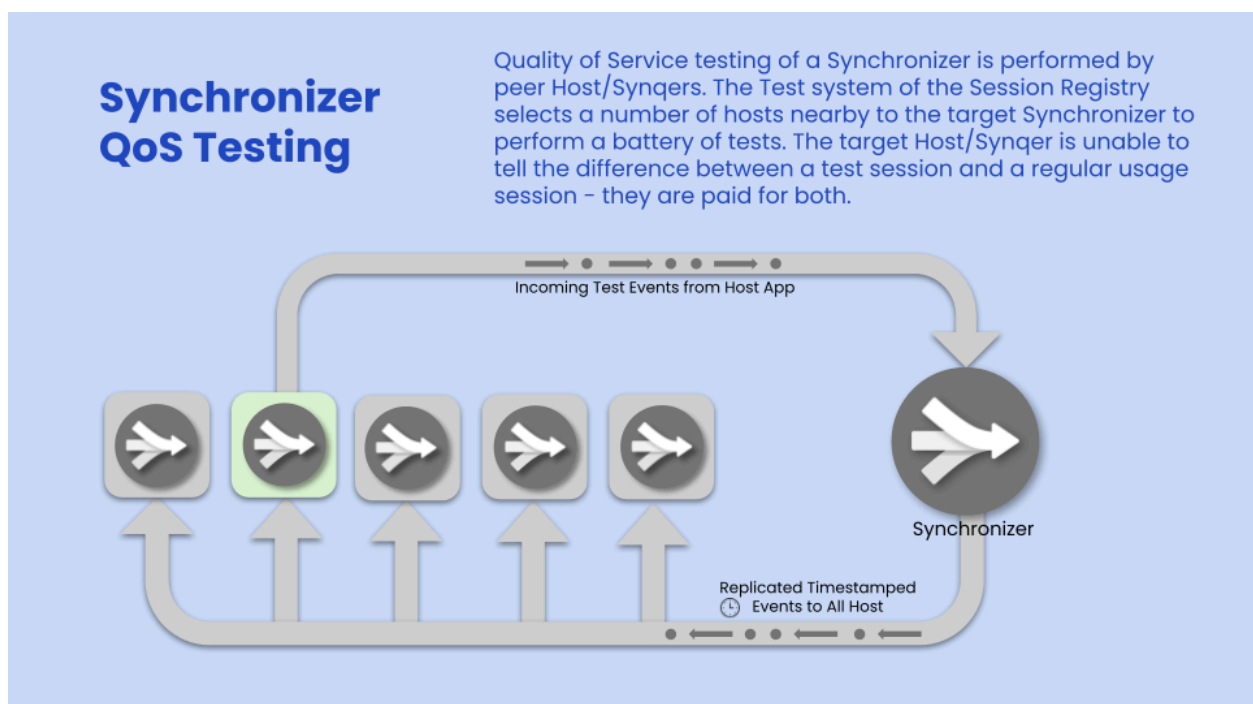 Synchronizer
QoS Testing
Quality of Service testing of a Synchronizer is performed by
peer Host/Synqers. The Test system of the Session Registry
selects a number of hosts nearby to the target Synchronizer to
perform a battery of tests. The target Host/Synqer is unable to
tell the difference between a test session and a regular usage
session - they are paid for both.
Incoming Test Events from Host App
Synchronizer
Replicated Timestamped
Events to All Host